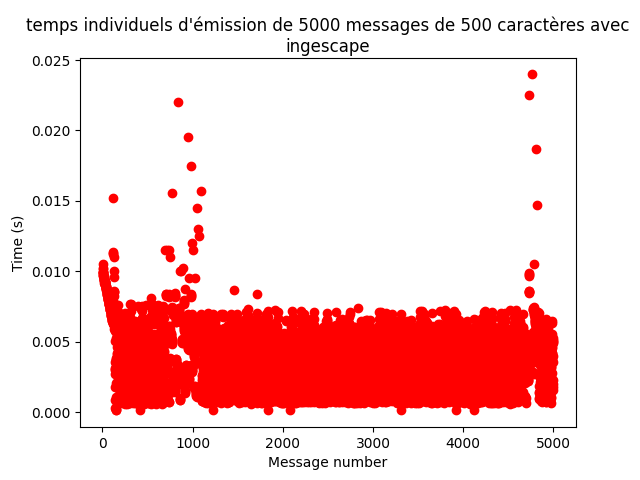 temps individuels d'émission de 5000 messages de 500 caractères avec
ingescape
0.025
0.020
0.015
0.010
0.005
0.000
Time (s)
0 1000 2000 3000 4000 5000
Message number